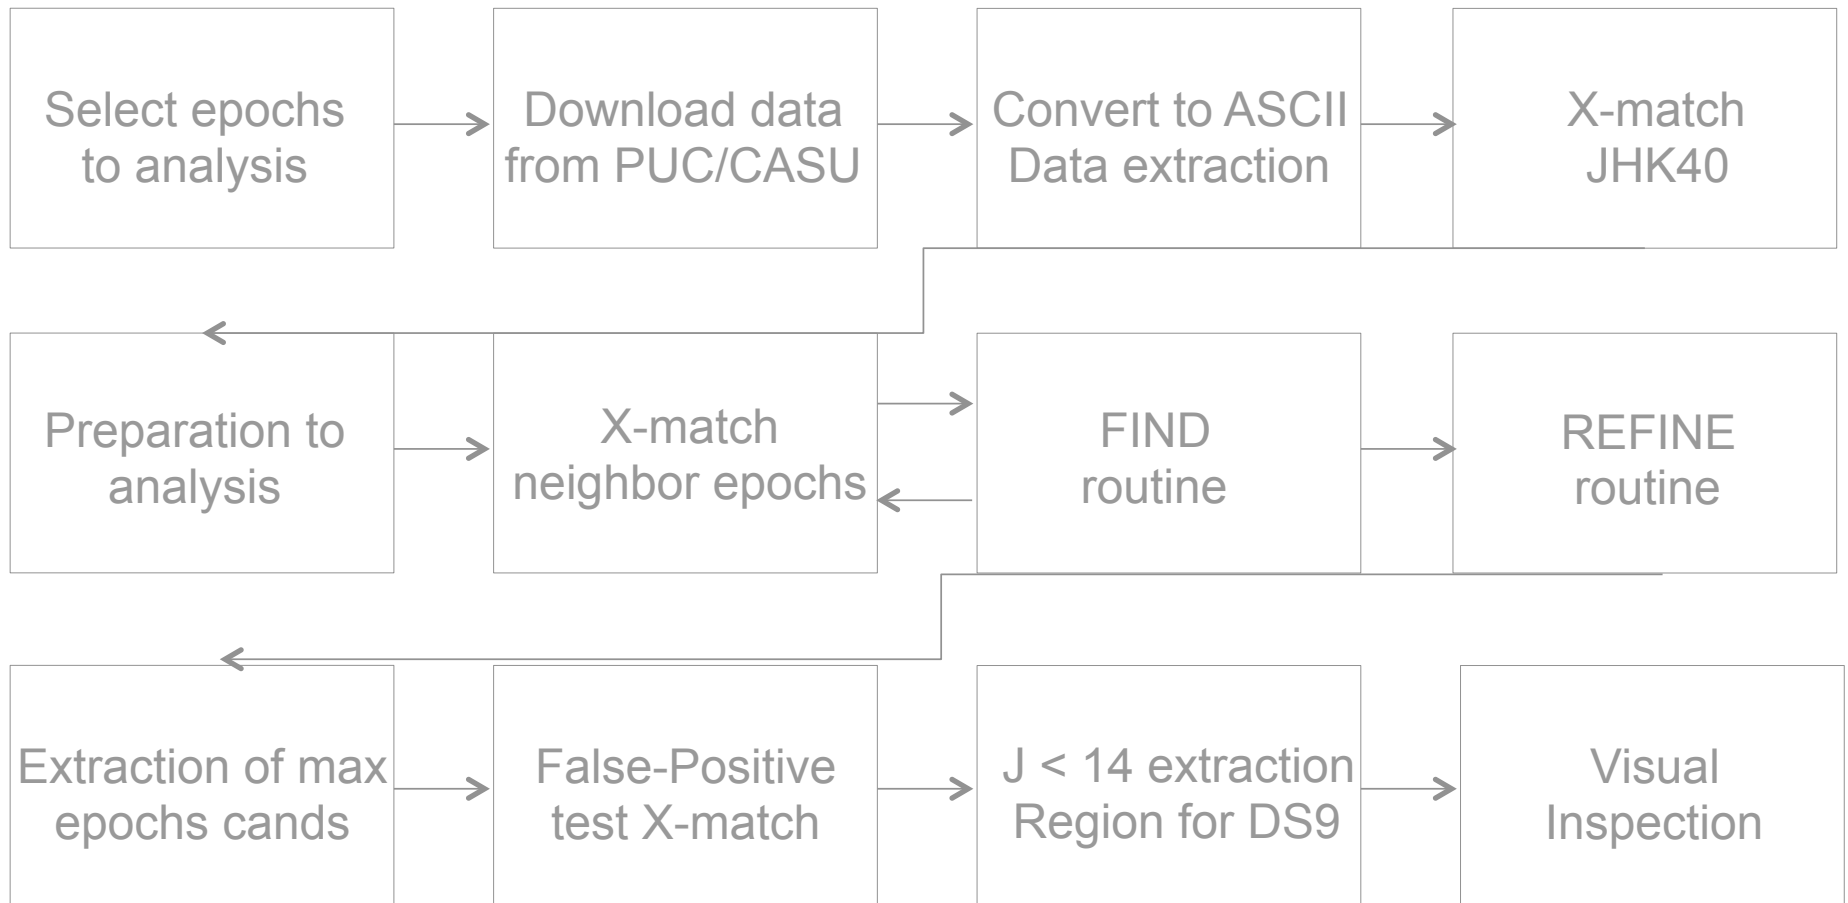 Select epochs
to analysis
Download data
from PUC/CASU
Convert to ASCII
Data extraction
X-match
JHK40
Preparation to
analysis
X-match
neighbor epochs
FIND
routine
REFINE
routine
Extraction of max
epochs cands
False-Positive
test X-match
J < 14 extraction
Region for DS9
Visual
Inspection